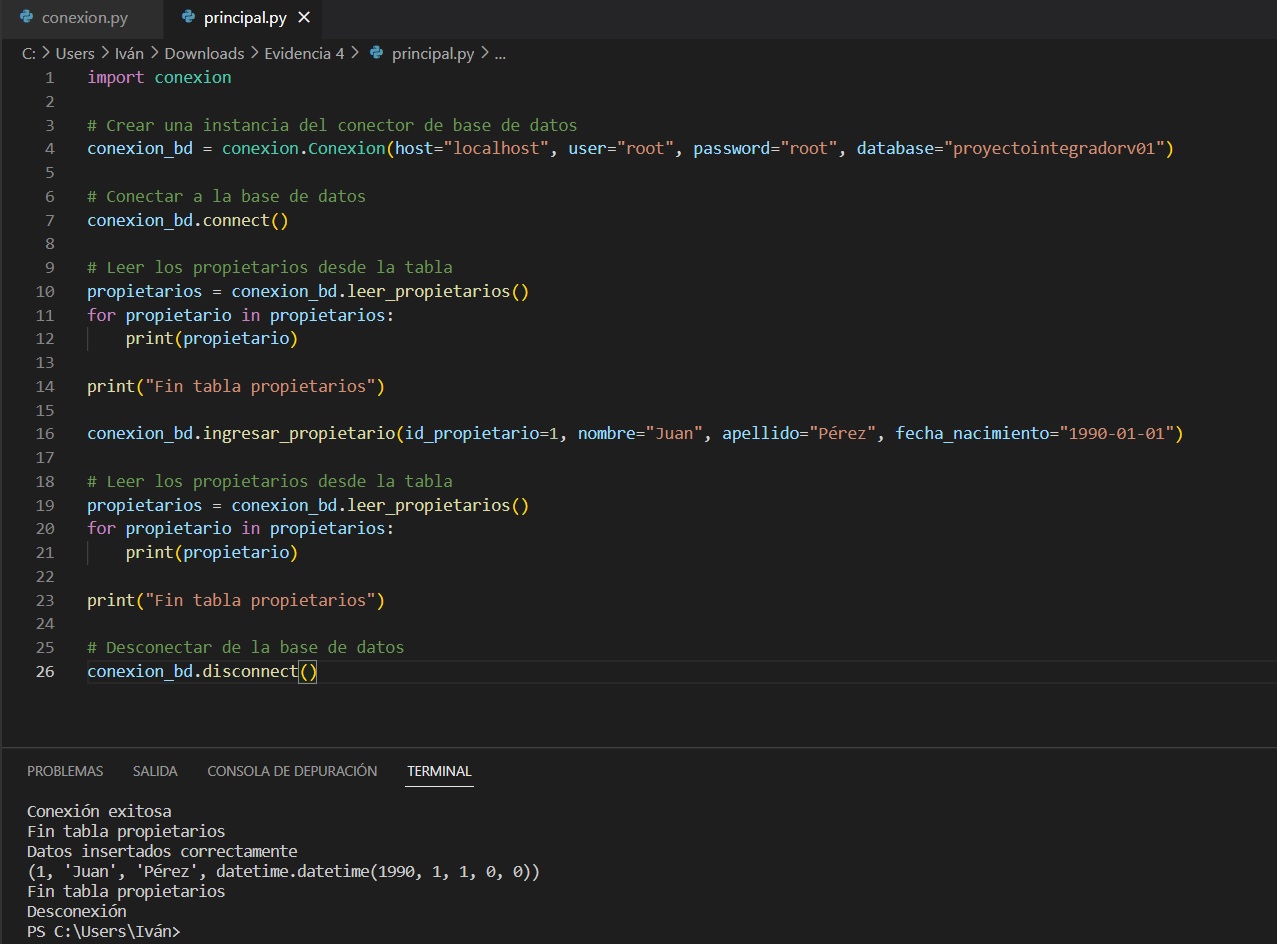 conexion.py principal.py
C: > Users > Iván > Downloads > Evidencia 4 > principal.py > ...
1 import conexion
2
3 # Crear una instancia del conector de base de datos
4 conexion_bd = conexion.Conexion(host="localhost", user="root", password="root", database="proyectointegradorv01")
5
6 # Conectar a la base de datos
7 conexion_bd.connect()
8
9 # Leer los propietarios desde la tabla
10 propietarios = conexion_bd.leer_propietarios()
11 for propietario in propietarios:
12     print(propietario)
13
14 print("Fin tabla propietarios")
15
16 conexion_bd.ingresar_propietario(id_propietario=1, nombre="Juan", apellido="Pérez", fecha_nacimiento="1990-01-01")
17
18 # Leer los propietarios desde la tabla
19 propietarios = conexion_bd.leer_propietarios()
20 for propietario in propietarios:
21     print(propietario)
22
23 print("Fin tabla propietarios")
24
25 # Desconectar de la base de datos
26 conexion_bd.disconnect()
PROBLEMAS SALIDA CONSOLA DE DEPURACIÓN TERMINAL
Conexión exitosa
Fin tabla propietarios
Datos insertados correctamente
(1, 'Juan', 'Pérez', datetime.datetime(1990, 1, 1, 0, 0))
Fin tabla propietarios
Desconexión
PS C:\Users\Iván>